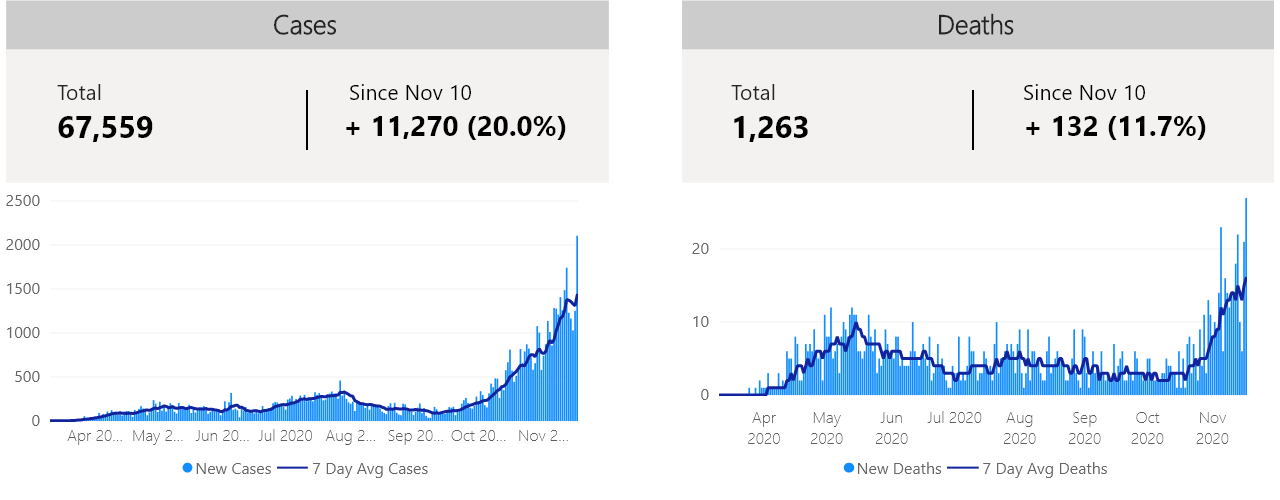 Cases
Total
67,559
Since Nov 10
+ 11,270 (20.0%)
2500
2000
1500
1000
500
0
Apr 20... May 2... Jun 20... Jul 2020 Aug 2... Sep 20... Oct 20... Nov 2...
New Cases 7 Day Avg Cases
Deaths
Total
1,263
Since Nov 10
+ 132 (11.7%)
20
10
0
Apr 2020 May 2020 Jun 2020 Jul 2020 Aug 2020 Sep 2020 Oct 2020 Nov 2020
New Deaths 7 Day Avg Deaths